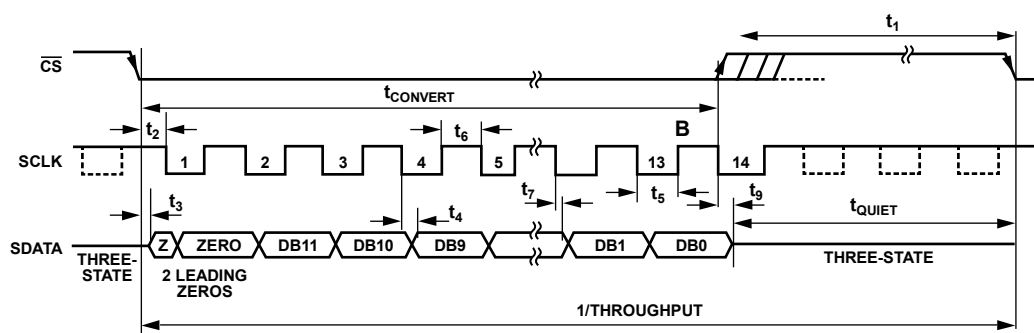 t1
CS
tCONVERT
t2
t6
B
SCLK
1
2
3
4
5
13
14
t3
t4
t7
t5
t9
tQUIET
SDATA
Z
ZERO
DB11
DB10
DB9
DB1
DB0
THREE-
STATE
2 LEADING
ZEROS
THREE-STATE
1/THROUGHPUT